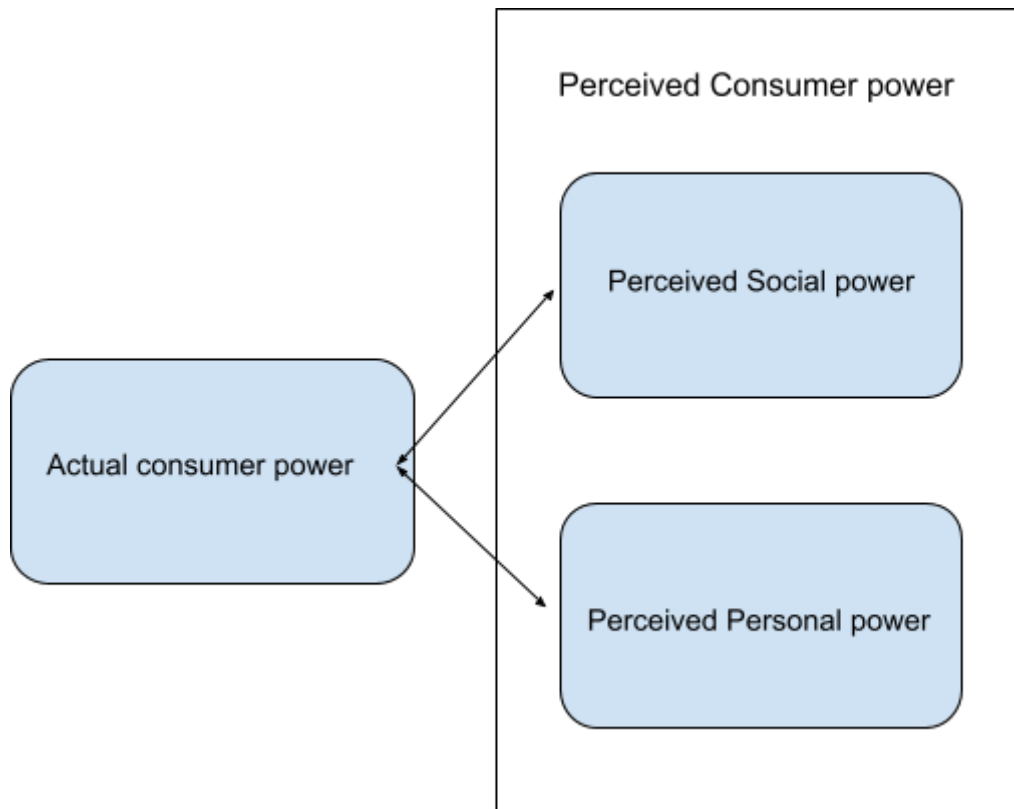 Perceived Consumer power
Perceived Social power
Actual consumer power
Perceived Personal power